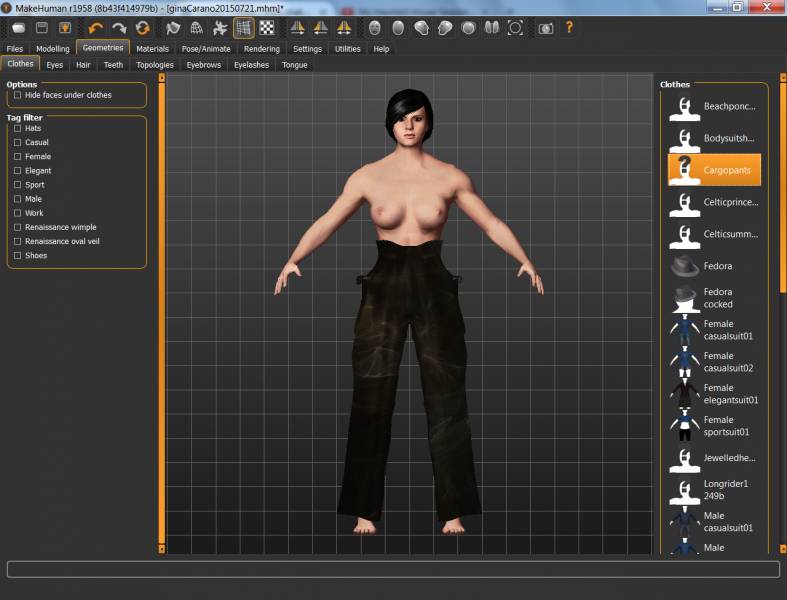 MakeHuman r1958 (8b43f414979b) - [ginaCarano20150721.mhm]*
Files Modelling Geometries Materials Pose/Animate Rendering Settings Utilities Help
Clothes Eyes Hair Teeth Topologies Eyebrows Eyelashes Tongue
Options
Hide faces under clothes
Tag filter
Hats
Casual
Female
Elegant
Sport
Male
Work
Renaissance wimple
Renaissance oval veil
Shoes
Clothes
Beachponc...
Bodysuitsh...
Cargopants
Celticprince...
Celticsumm...
Fedora
Fedora
cocked
Female
casualsuit01
Female
casualsuit02
Female
elegantsuit01
Female
sportsuit01
Jewelledhe...
Longrider1
249b
Male
casualsuit01
Male